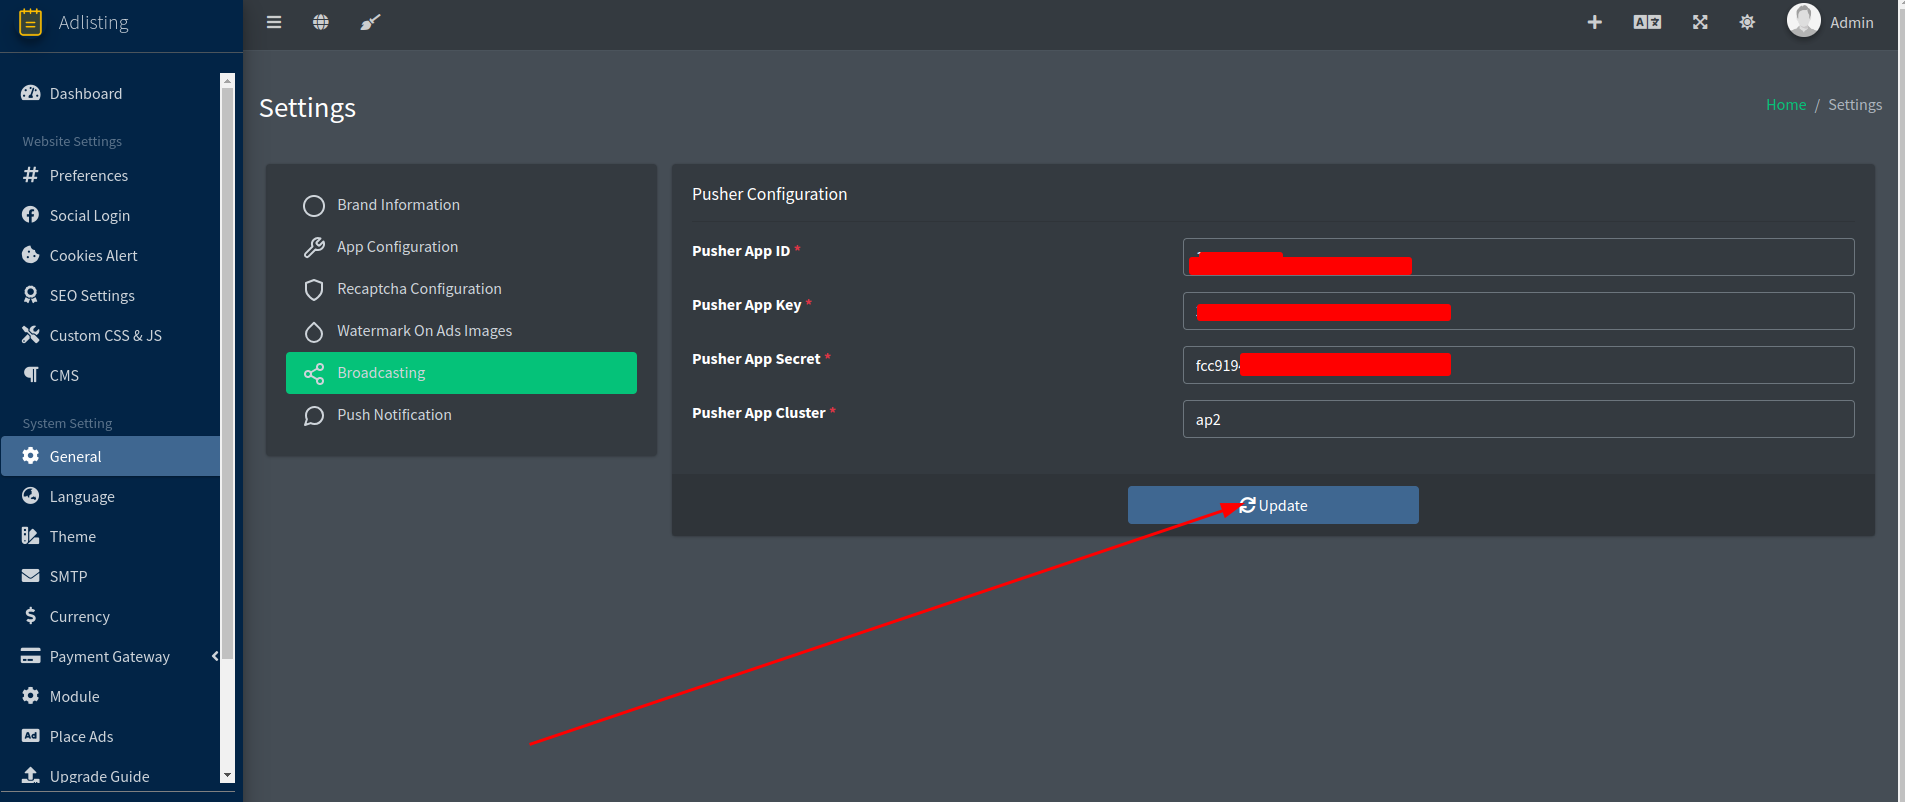 Adlisting
Admin
Dashboard
Website Settings
Preferences
Social Login
Cookies Alert
SEO Settings
Custom CSS & JS
CMS
System Setting
General
Language
Theme
SMTP
Currency
Payment Gateway
Module
Ad Place Ads
Upgrade Guide
Settings
Home / Settings
Brand Information
App Configuration
Recaptcha Configuration
Watermark On Ads Images
Broadcasting
Push Notification
Pusher Configuration
Pusher App ID *
Pusher App Key *
Pusher App Secret *
fcc919
Pusher App Cluster *
ap2
Update